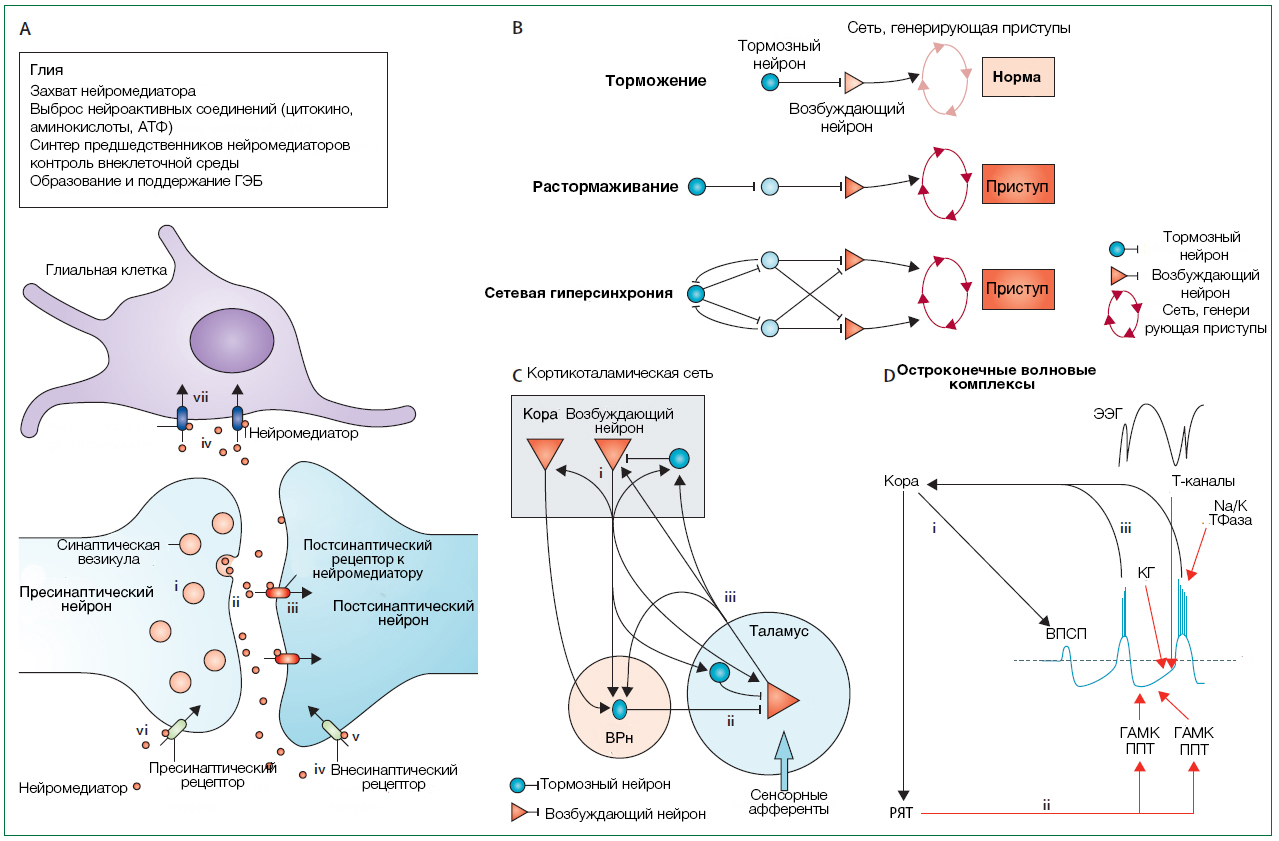 A
Глия
Захват нейромедиатора
Выброс нейроактивных соединений (цитокино,
аминокислоты, АТФ)
Синтер предшедственников нейромедиаторов
контроль внеклеточной среды
Образование и поддержание ГЭБ
Глиальная клетка
vii
iv
Нейромедиатор
Синаптическая
везикула
Пресинаптический
нейрон
i
ii
iii
Постсинаптический
рецептор к
нейромедиатору
Постсинаптический
нейрон
vi
v
Пресинаптический
рецептор
iv
Внесинаптический
рецептор
Нейромедиатор
B
Сеть, генерирующая приступы
Тормозный
нейрон
Торможение
Возбуждающий
нейрон
Норма
Растормаживание
Приступ
Сетевая гиперсинхрония
Приступ
Тормозный
нейрон
Возбуждающий
нейрон
Сеть, генери
рующая приступы
C
Кортикоталамическая сеть
Кора
Возбуждающий
нейрон
i
iii
Таламус
ii
ВРн
Сенсорные
афференты
Тормозный нейрон
Возбуждающий нейрон
D
Остроконечные волновые
комплексы
ЭЭГ
Кора
Т-каналы
Na/K
ТФаза
i
iii
КГ
ВПСП
ГАМК
ППТ
ГАМК
ППТ
ii
РЯТ